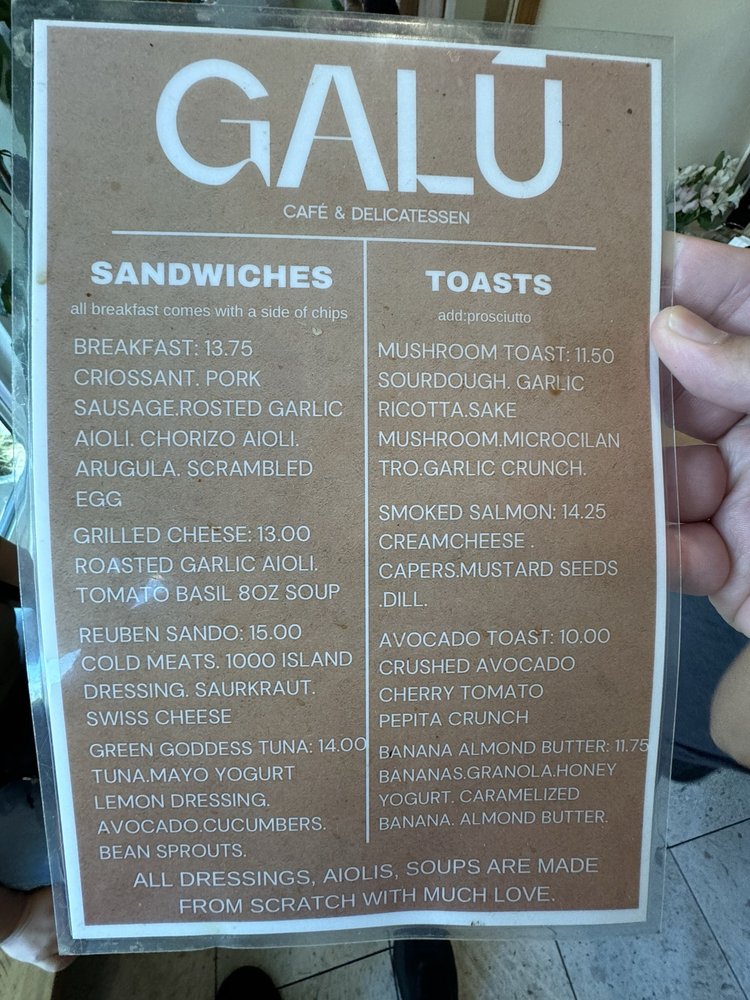 GALÚ
CAFÉ & DELICATESSEN
SANDWICHES
all breakfast comes with a side of chips
BREAKFAST: 13.75
CRIOSSANT. PORK
SAUSAGE.ROSTED GARLIC
AIOLI. CHORIZO AIOLI.
ARUGULA. SCRAMBLED
EGG
GRILLED CHEESE: 13.00
ROASTED GARLIC AIOLI.
TOMATO BASIL 8OZ SOUP
REUBEN SANDO: 15.00
COLD MEATS. 1000 ISLAND
DRESSING. SAURKRAUT.
SWISS CHEESE
GREEN GODDESS TUNA: 14.00
TUNA.MAYO YOGURT
LEMON DRESSING.
AVOCADO.CUCUMBERS.
BEAN SPROUTS.
TOASTS
add:prosciutto
MUSHROOM TOAST: 11.50
SOURDOUGH. GARLIC
RICOTTA.SAKE
MUSHROOM.MICROCILAN
TRO.GARLIC CRUNCH.
SMOKED SALMON: 14.25
CREAMCHEESE .
CAPERS.MUSTARD SEEDS
.DILL.
AVOCADO TOAST: 10.00
CRUSHED AVOCADO
CHERRY TOMATO
PEPITA CRUNCH
BANANA ALMOND BUTTER: 11.75
BANANAS.GRANOLA.HONEY
YOGURT. CARAMELIZED
BANANA. ALMOND BUTTER.
ALL DRESSINGS, AIOLIS, SOUPS ARE MADE
FROM SCRATCH WITH MUCH LOVE.